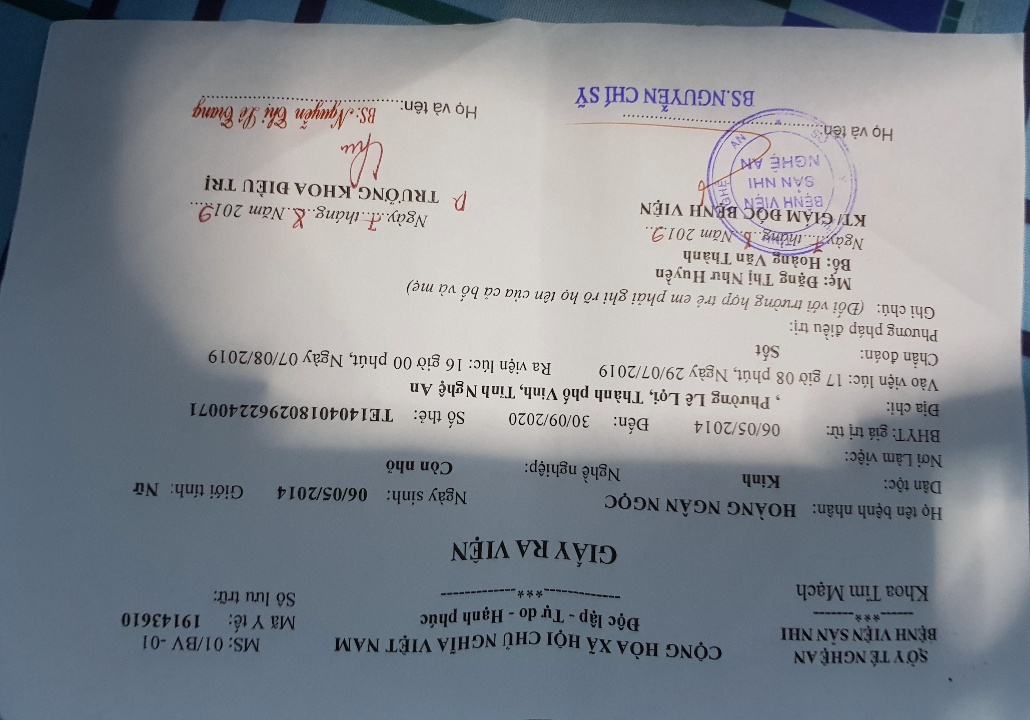 SỞ Y TẾ NGHỆ AN
BỆNH VIỆN SẢN NHI
------***-------
Khoa Tim Mạch
CỘNG HÒA XÃ HỘI CHỦ NGHĨA VIỆT NAM
Độc lập - Tự do - Hạnh phúc
-------------***-------------
MS: 01/BV -01
Mã Y tế: 19143610
Số lưu trữ:
GIẤY RA VIỆN
Họ tên bệnh nhân: HOÀNG NGÂN NGỌC Ngày sinh: 06/05/2014 Giới tính: Nữ
Dân tộc: Kinh Nghề nghiệp: Còn nhỏ
Nơi Làm việc:
BHYT: giá trị từ: 06/05/2014 Đến: 30/09/2020 Số thẻ: TE140401802962240071
Địa chỉ: , Phường Lê Lợi, Thành phố Vinh, Tỉnh Nghệ An
Vào viện lúc: 17 giờ 08 phút, Ngày 29/07/2019 Ra viện lúc: 16 giờ 00 phút, Ngày 07/08/2019
Chẩn đoán: Sốt
Phương pháp điều trị:
Ghi chú: (Đối với trường hợp trẻ em phải ghi rõ họ tên của cả bố và mẹ)
Mẹ: Đặng Thị Như Huyền
Bố: Hoàng Văn Thành
Ngày.7...tháng..8..Năm 2019...
KT/ GIÁM ĐỐC BỆNH VIỆN
BỆNH VIỆN
SẢN NHI
NGHỆ AN
Họ và tên:
BS.NGUYỄN CHÍ SỸ
Ngày..7..tháng..8..Năm 2019...
P TRƯỞNG KHOA ĐIỀU TRỊ
Họ và tên: BS: Nguyễn Thị Lê Trang